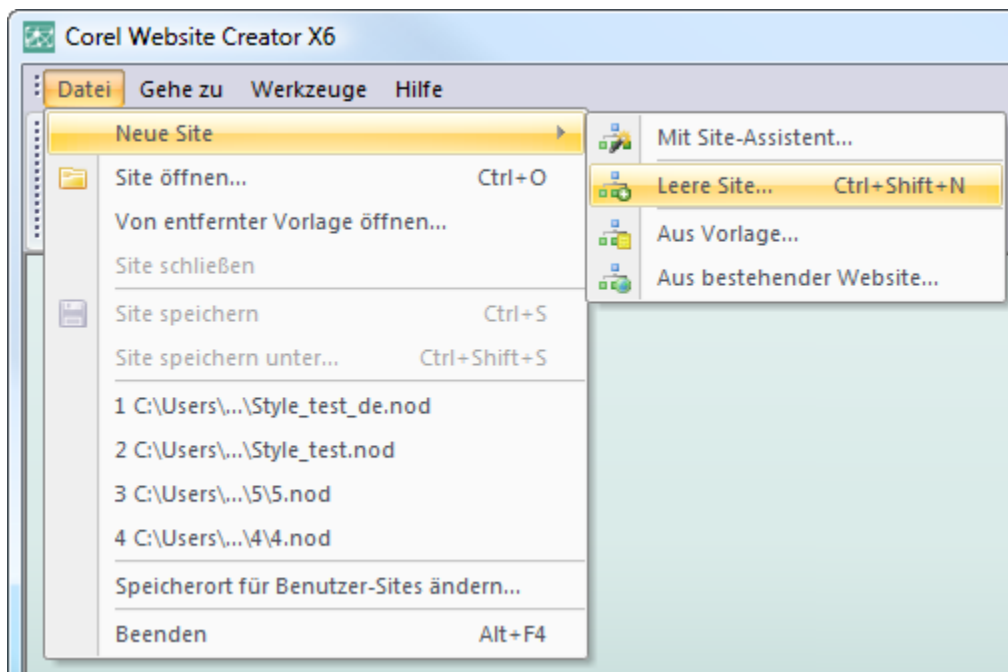 Corel Website Creator X6
Datei Gehe zu Werkzeuge Hilfe
Neue Site
Site öffnen... Ctrl+O
Von entfernter Vorlage öffnen...
Site schließen
Site speichern Ctrl+S
Site speichern unter... Ctrl+Shift+S
1 C:\Users\...\Style_test_de.nod
2 C:\Users\...\Style_test.nod
3 C:\Users\...\5\5.nod
4 C:\Users\...\4\4.nod
Speicherort für Benutzer-Sites ändern...
Beenden Alt+F4
Mit Site-Assistent...
Leere Site... Ctrl+Shift+N
Aus Vorlage...
Aus bestehender Website...